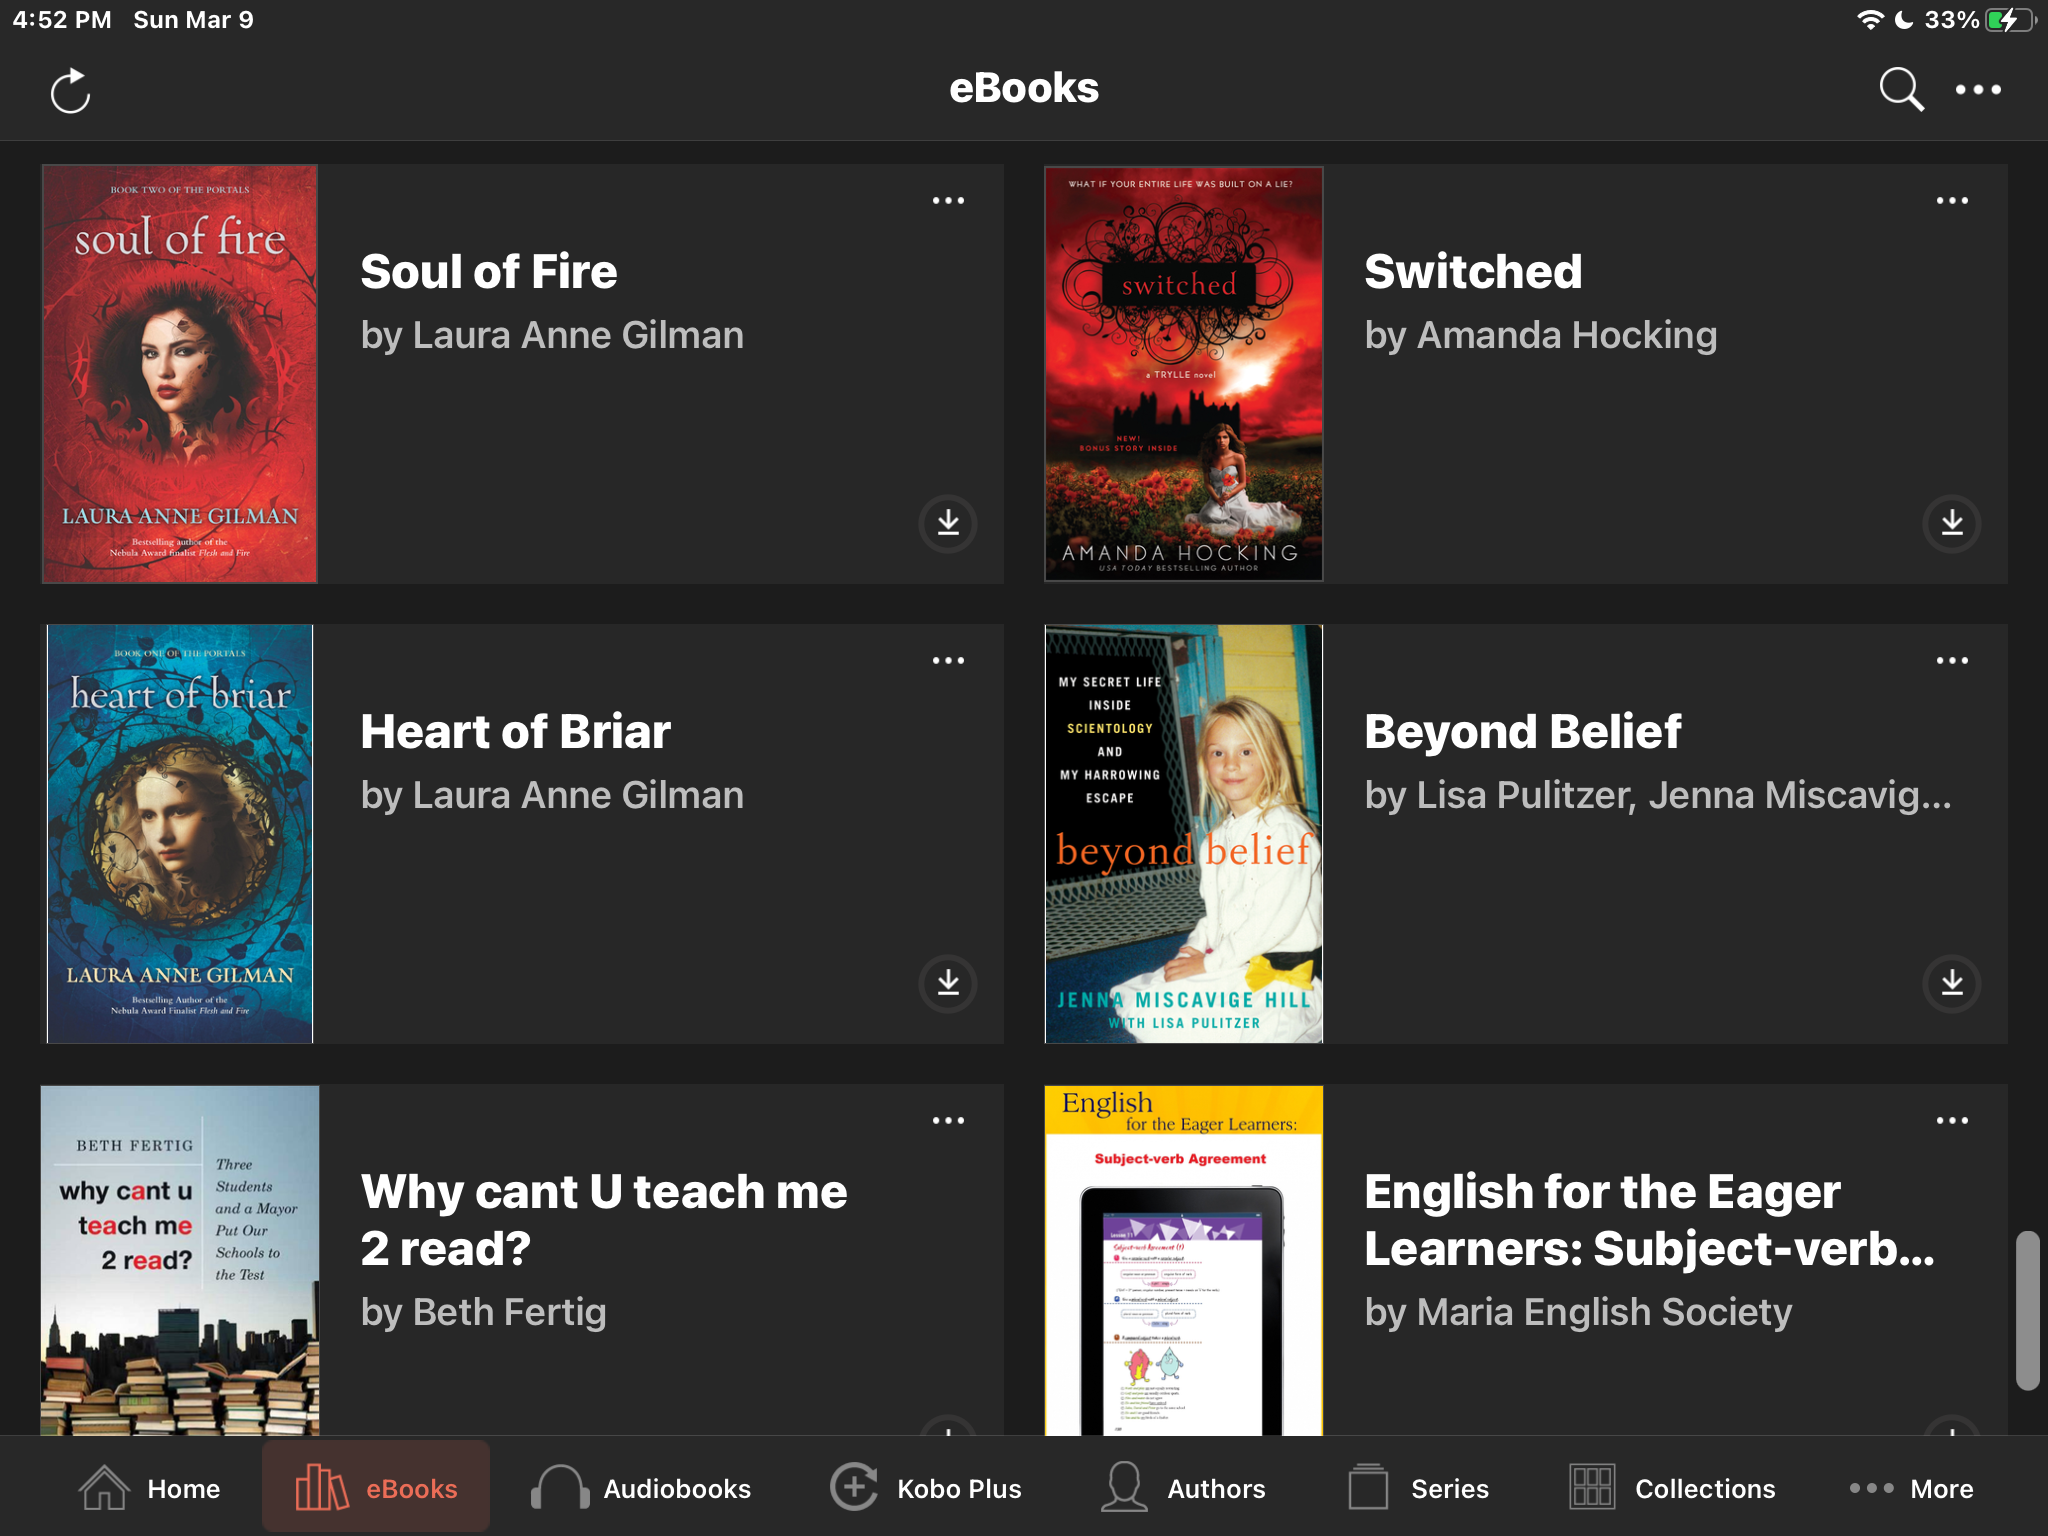 4:52 PM Sun Mar 9
33%
eBooks
BOOK TWO OF THE PORTALS
soul of fire
LAURA ANNE GILMAN
Bestselling author of the
Nebula Award finalist Flesh and Fire
Soul of Fire
by Laura Anne Gilman
WHAT IF YOUR ENTIRE LIFE WAS BUILT ON A LIE?
switched
a TRYLLE novel
NEW!
BONUS STORY INSIDE
AMANDA HOCKING
USA TODAY BESTSELLING AUTHOR
Switched
by Amanda Hocking
BOOK ONE OF THE PORTALS
heart of briar
LAURA ANNE GILMAN
Bestselling Author of the
Nebula Award Finalist Flesh and Fire
Heart of Briar
by Laura Anne Gilman
MY SECRET LIFE
INSIDE
SCIENTOLOGY
AND
MY HARROWING
ESCAPE
beyond belief
JENNA MISCAVIGE HILL
WITH LISA PULITZER
Beyond Belief
by Lisa Pulitzer, Jenna Miscavig...
BETH FERTIG
why cant u
teach me
2 read?
Three
Students
and a Mayor
Put Our
Schools to
the Test
Why cant U teach me
2 read?
by Beth Fertig
English
for the Eager Learners:
Subject-verb Agreement
Lesson 11
Subject-verb Agreement (1)
English for the Eager
Learners: Subject-verb...
by Maria English Society
Home
eBooks
Audiobooks
Kobo Plus
Authors
Series
Collections
More